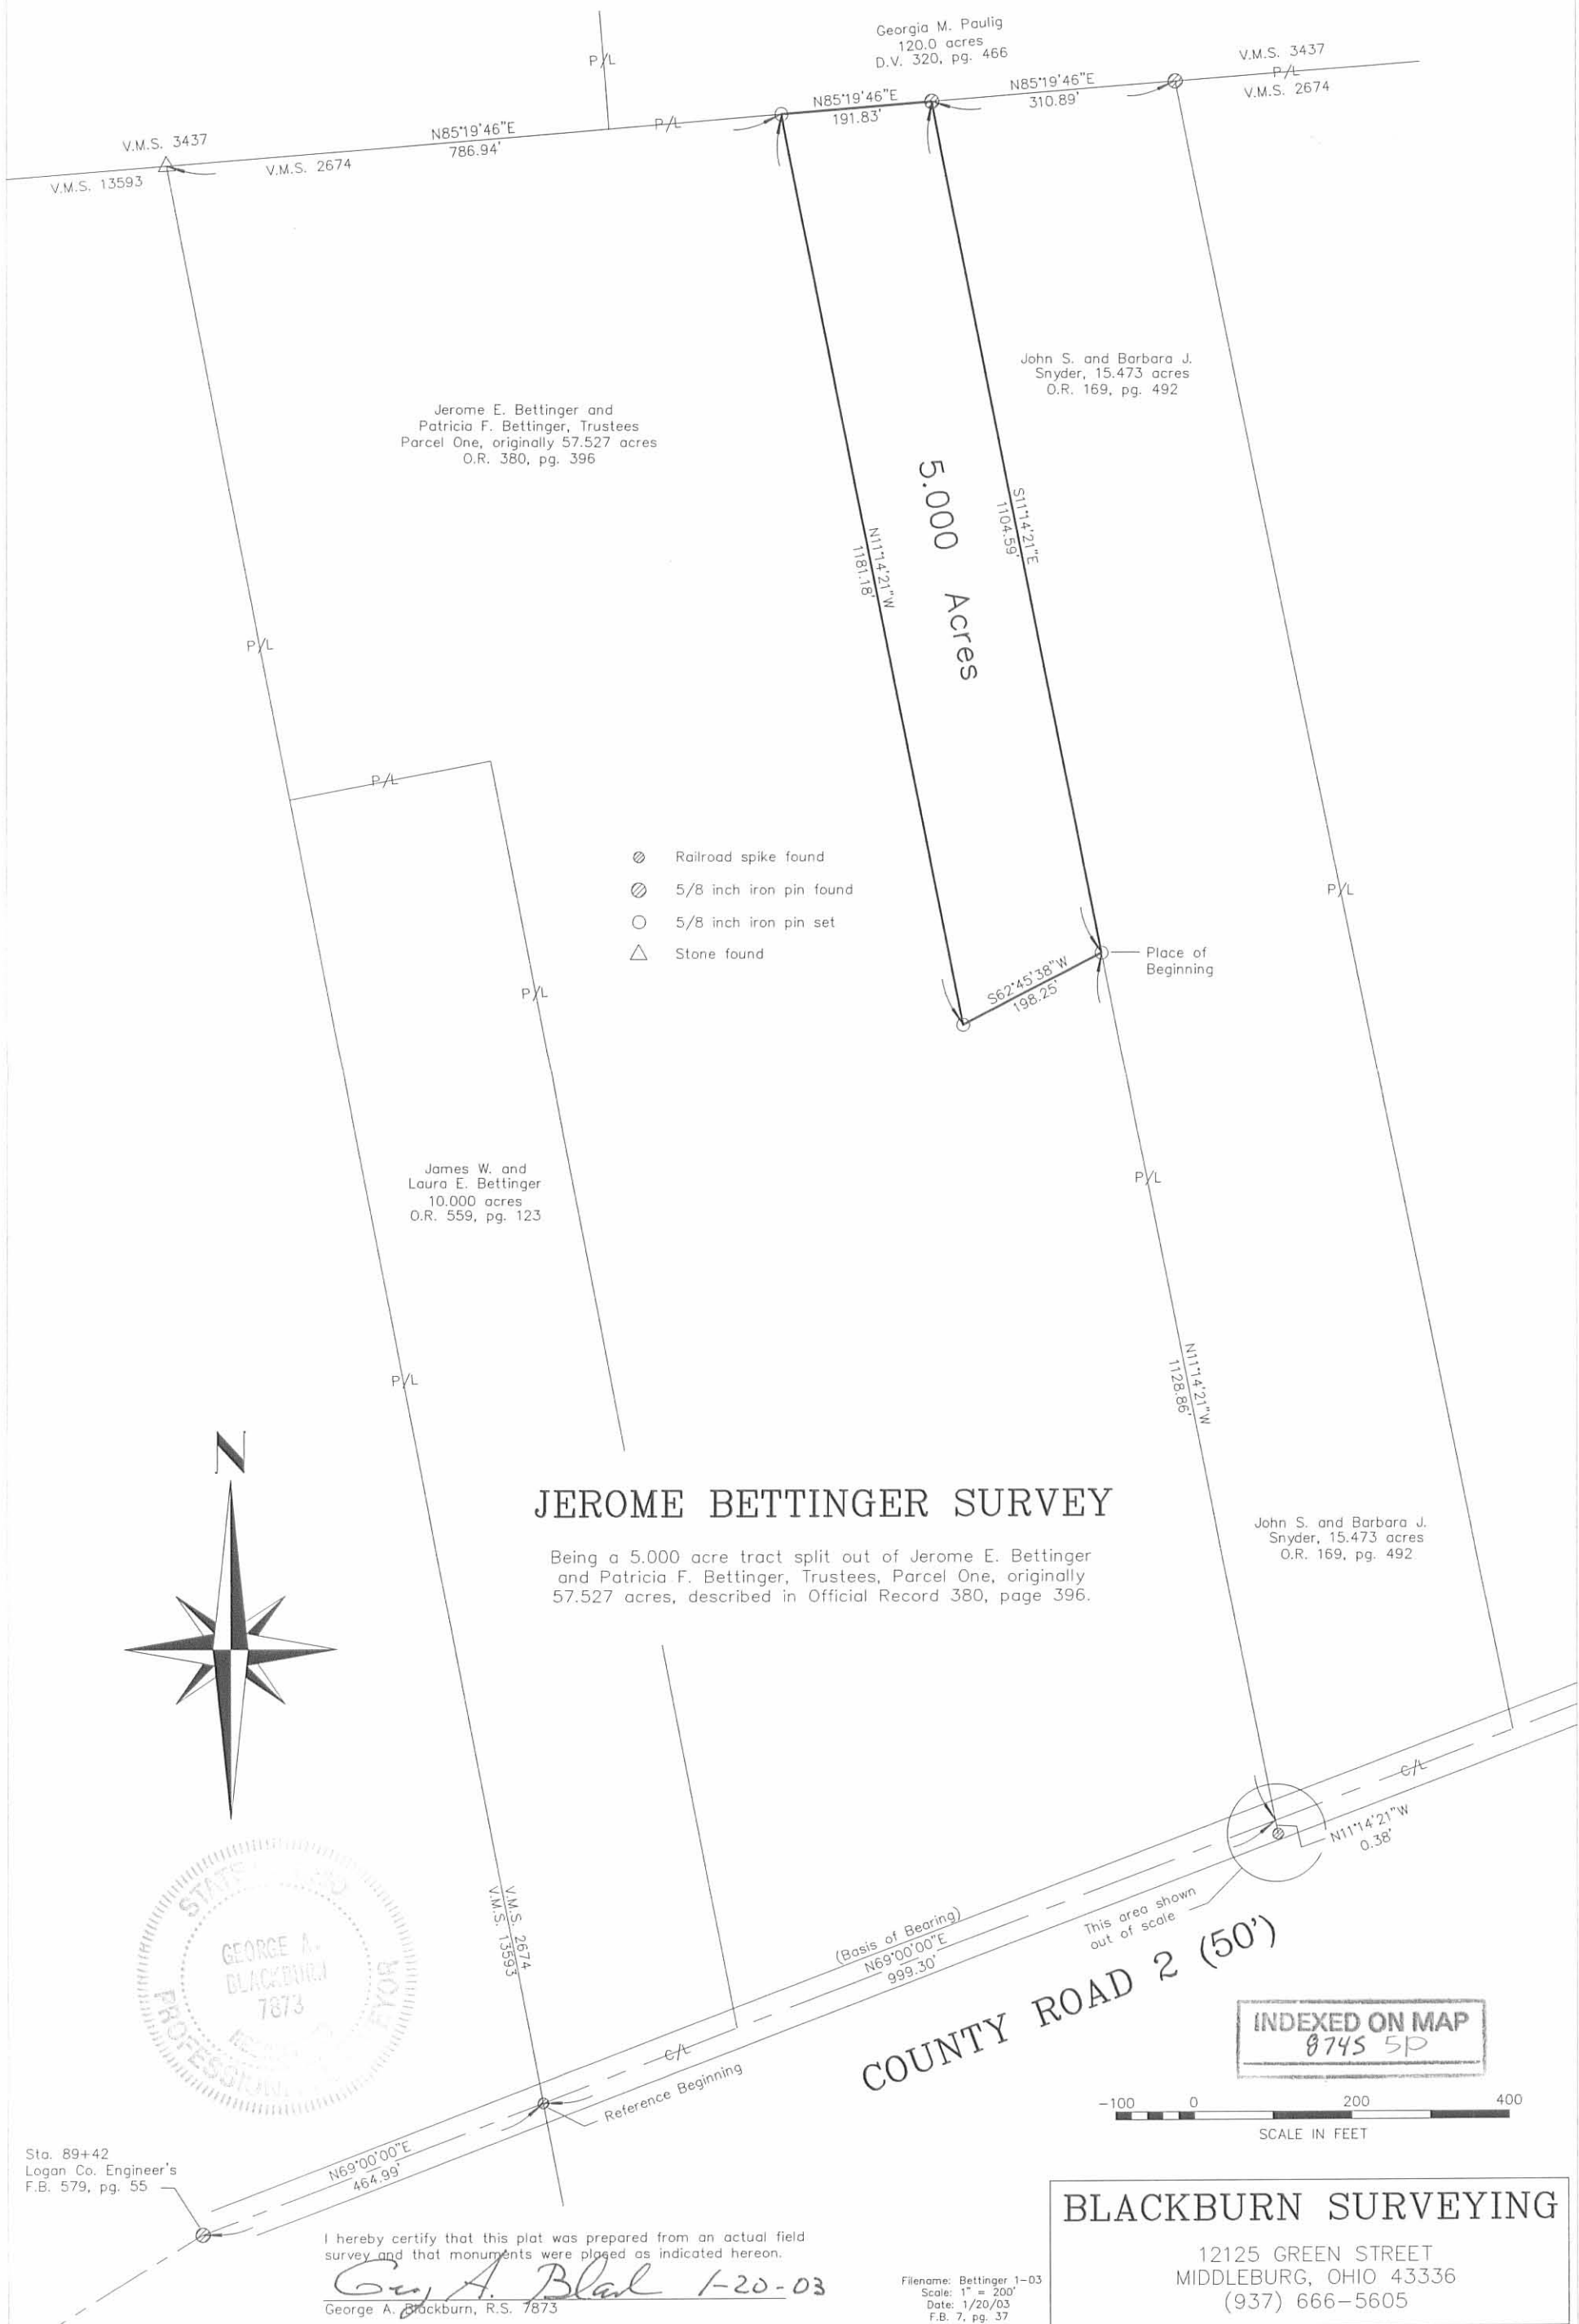 Georgia M. Paulig
120.0 acres
D.V. 320, pg. 466
P/L
V.M.S. 3437
P/L
V.M.S. 2674
N85°19'46"E
310.89'
N85°19'46"E
191.83'
P/L
N85°19'46"E
786.94'
V.M.S. 3437
V.M.S. 13593
V.M.S. 2674
John S. and Barbara J.
Snyder, 15.473 acres
O.R. 169, pg. 492
Jerome E. Bettinger and
Patricia F. Bettinger, Trustees
Parcel One, originally 57.527 acres
O.R. 380, pg. 396
5.000 Acres
S11°14'21"E
1104.59'
N11°14'21"W
1181.18'
P/L
P/L
Railroad spike found
5/8 inch iron pin found
5/8 inch iron pin set
Stone found
P/L
Place of
Beginning
S62°45'38"W
198.25'
P/L
James W. and
Laura E. Bettinger
10.000 acres
O.R. 559, pg. 123
P/L
N11°14'21"W
1128.86'
P/L
N
JEROME BETTINGER SURVEY
Being a 5.000 acre tract split out of Jerome E. Bettinger
and Patricia F. Bettinger, Trustees, Parcel One, originally
57.527 acres, described in Official Record 380, page 396.
John S. and Barbara J.
Snyder, 15.473 acres
O.R. 169, pg. 492
C/L
N11°14'21"W
0.38'
This area shown
out of scale
V.M.S. 2674
V.M.S. 13593
(Basis of Bearing)
N69°00'00"E
999.30'
COUNTY ROAD 2 (50')
STATE
GEORGE A.
BLACKBURN
7873
PROFESSIONAL
INDEXED ON MAP
8745 5P
C/L
Reference Beginning
-100 0 200 400
SCALE IN FEET
N69°00'00"E
464.99'
Sta. 89+42
Logan Co. Engineer's
F.B. 579, pg. 55
I hereby certify that this plat was prepared from an actual field
survey and that monuments were placed as indicated hereon.
1-20-03
George A. Blackburn, R.S. 7873
Filename: Bettinger 1-03
Scale: 1" = 200'
Date: 1/20/03
F.B. 7, pg. 37
BLACKBURN SURVEYING
12125 GREEN STREET
MIDDLEBURG, OHIO 43336
(937) 666-5605